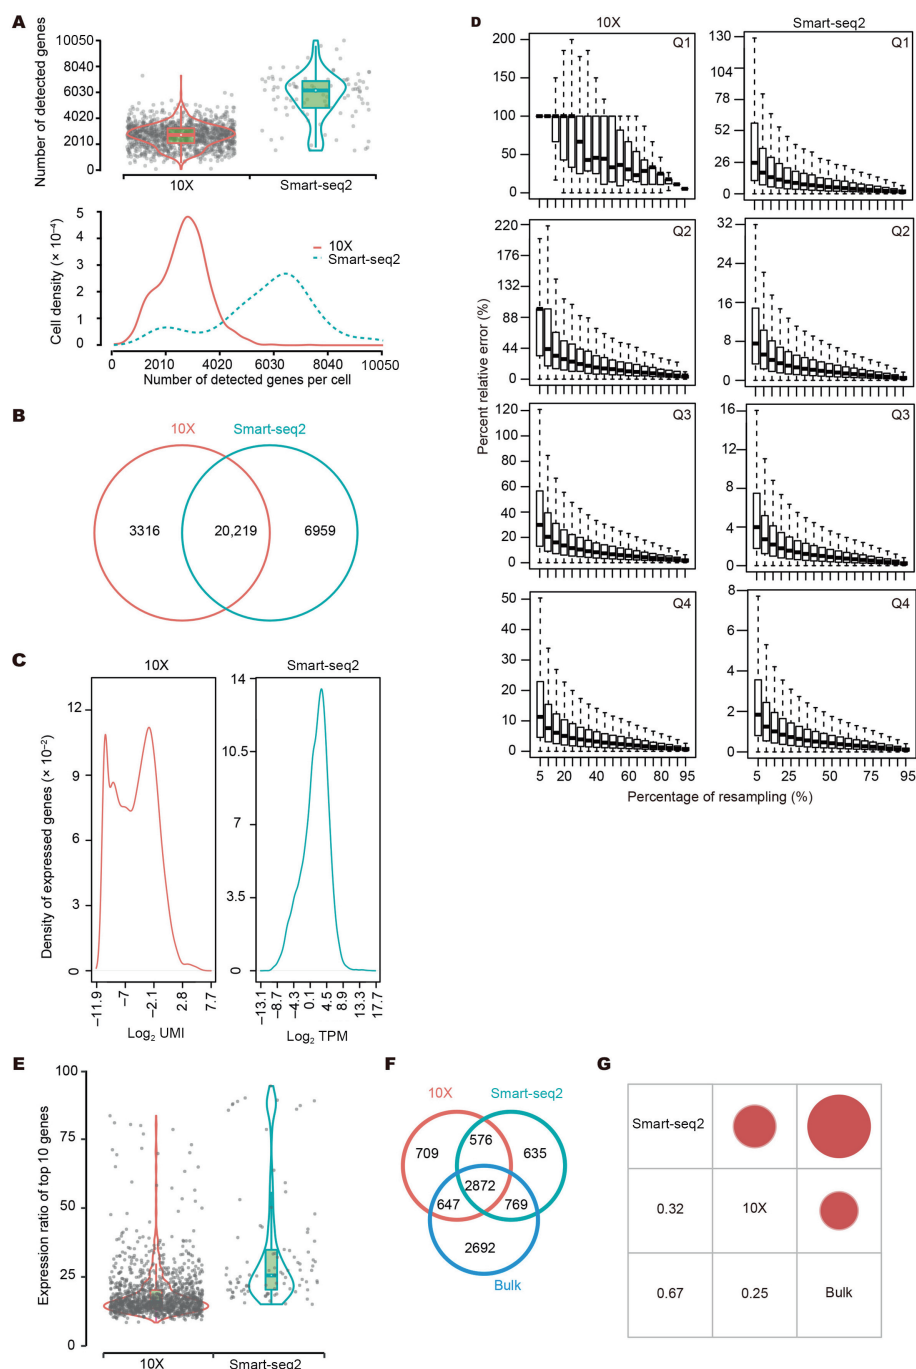 A
Number of detected genes
10050
8040
6030
4020
2010
0
10X
Smart-seq2
Cell density (× 10⁻⁴)
5
4
3
2
1
0
10X
Smart-seq2
0
2010
4020
6030
8040
10050
Number of detected genes per cell
B
10X
Smart-seq2
3316
20,219
6959
C
10X
Smart-seq2
Density of expressed genes (× 10⁻²)
12
9
6
3
0
−11.9
−7
−2.1
2.8
7.7
Log₂ UMI
14
10.5
7
3.5
0
−13.1
−8.7
−4.3
0.1
4.5
8.9
13.3
17.7
Log₂ TPM
D
10X
Smart-seq2
Percent relative error (%)
Q1
200
150
100
50
0
Q1
130
104
78
52
26
0
Q2
220
176
132
88
44
0
Q2
32
24
16
8
0
Q3
120
100
80
60
40
20
0
Q3
16
12
8
4
0
Q4
50
40
30
20
10
0
5
20
40
60
80
95
Q4
8
6
4
2
0
5
25
50
75
95
Percentage of resampling (%)
E
Expression ratio of top 10 genes
100
75
50
25
0
10X
Smart-seq2
F
10X
Smart-seq2
709
576
635
2872
647
769
2692
Bulk
G
Smart-seq2
0.32
10X
0.67
0.25
Bulk